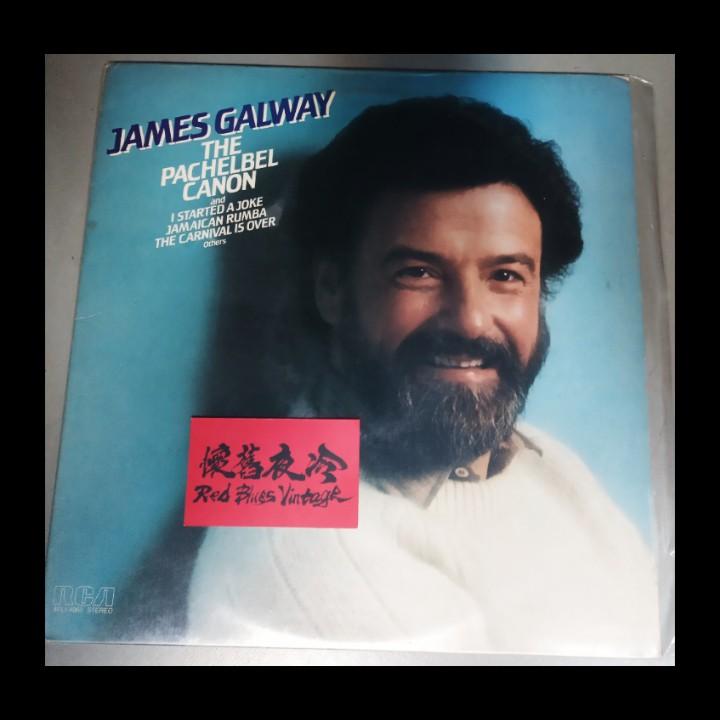 JAMES GALWAY
THE
PACHELBEL
CANON
and
I STARTED A JOKE
JAMAICAN RUMBA
THE CARNIVAL IS OVER
Others
懷舊夜冷
Red Blues Vintage
RCA
STEREO